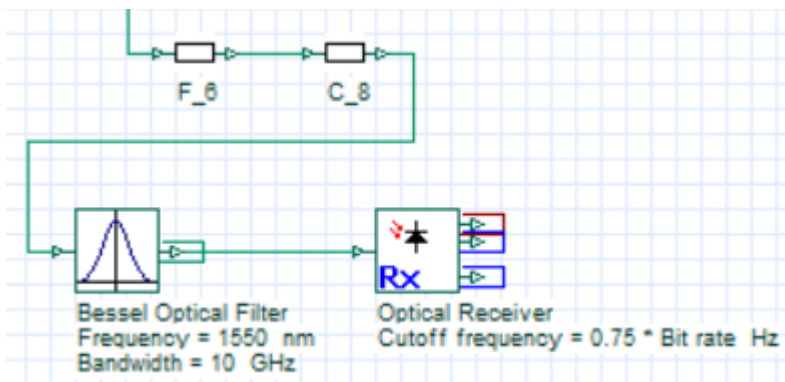 F_6
C_8
Rx
Bessel Optical Filter
Frequency = 1550 nm
Bandwidth = 10 GHz
Optical Receiver
Cutoff frequency = 0.75 * Bit rate Hz